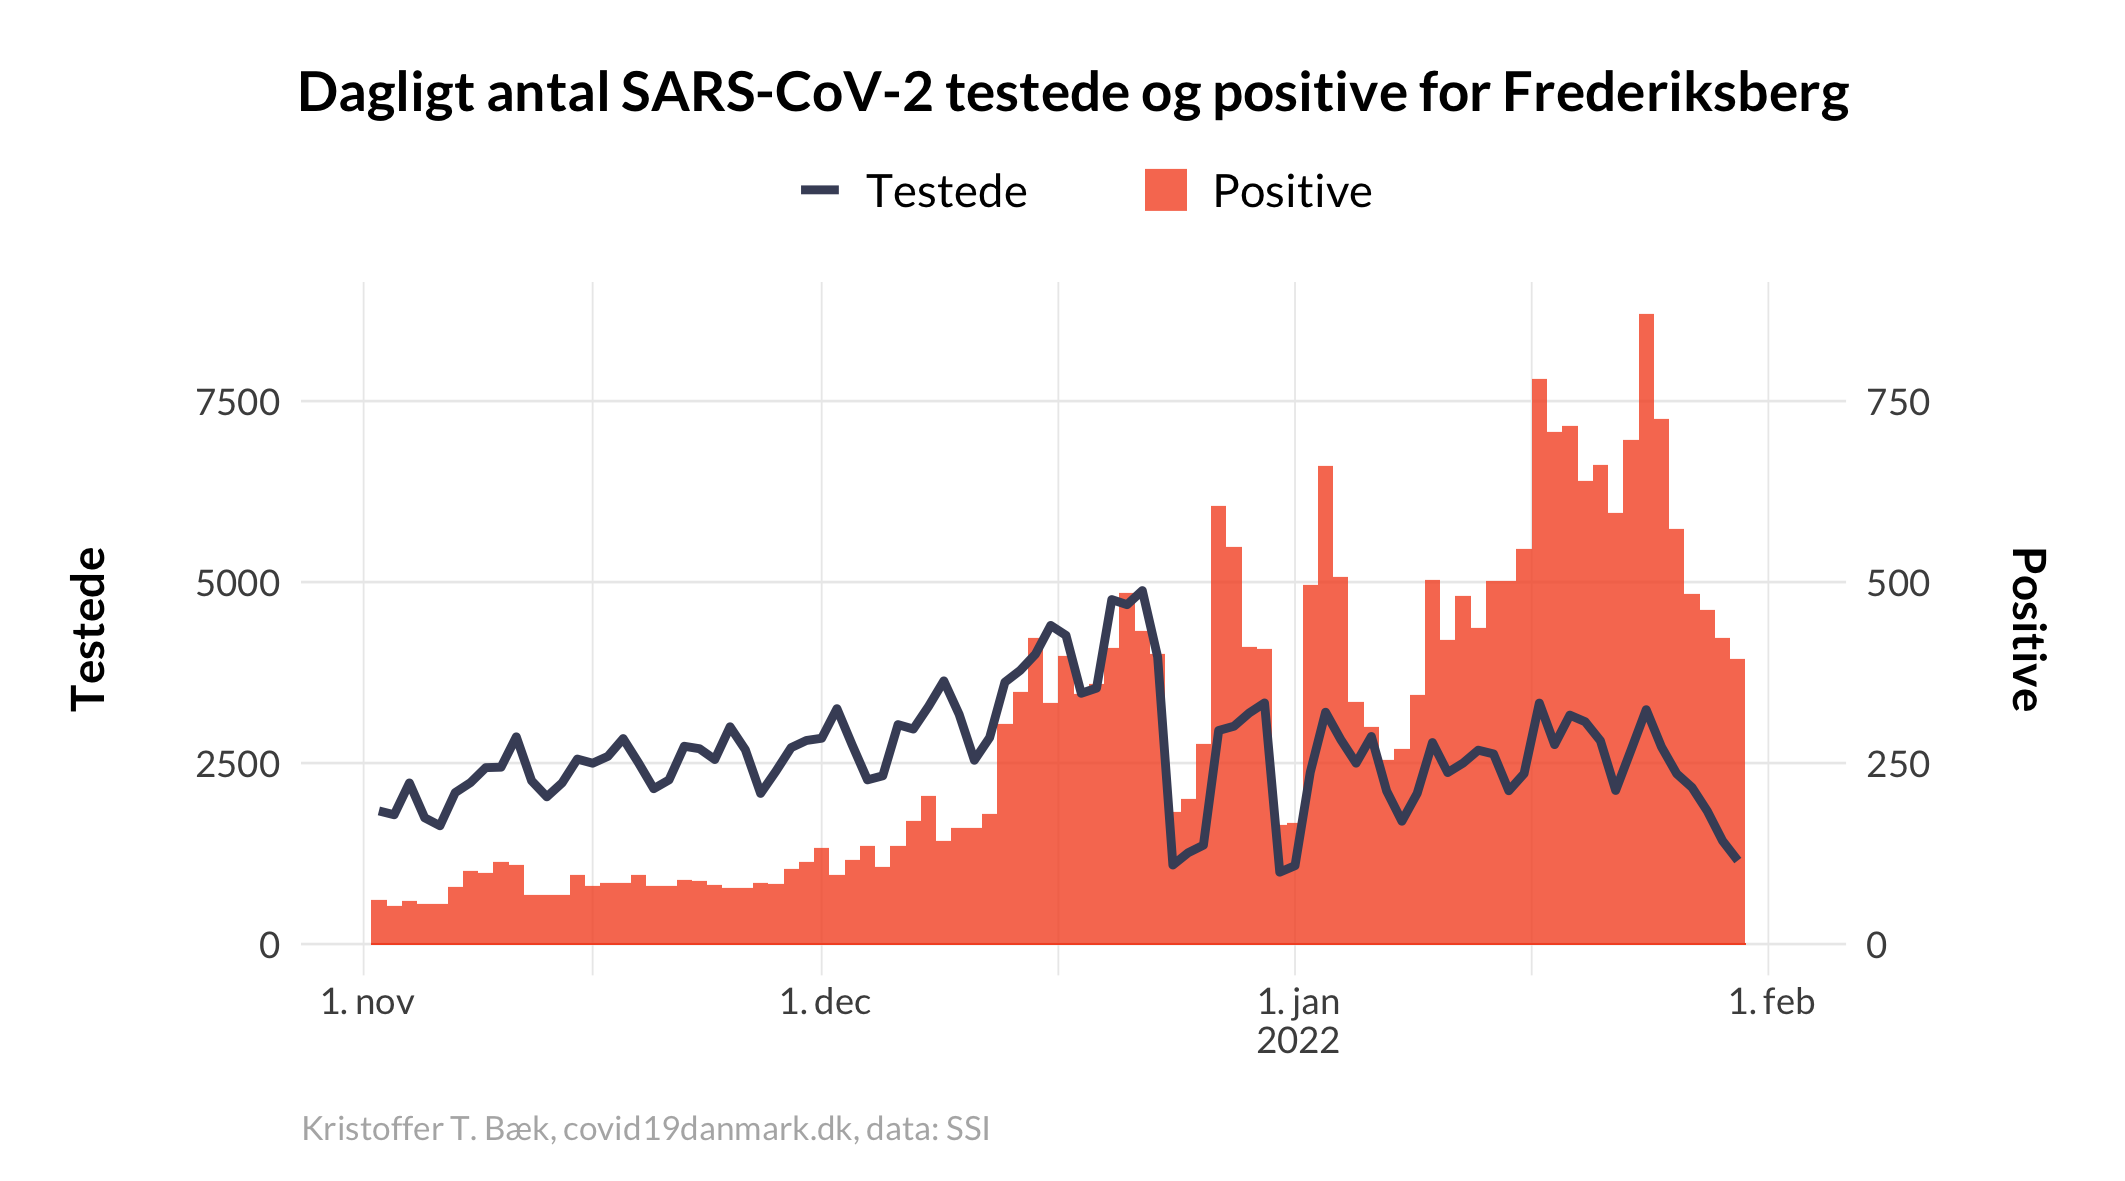 Dagligt antal SARS-CoV-2 testede og positive for Frederiksberg
Testede
Positive
7500
5000
2500
0
Testede
750
500
250
0
Positive
1. nov
1. dec
1. jan
2022
1. feb
Kristoffer T. Bæk, covid19danmark.dk, data: SSI